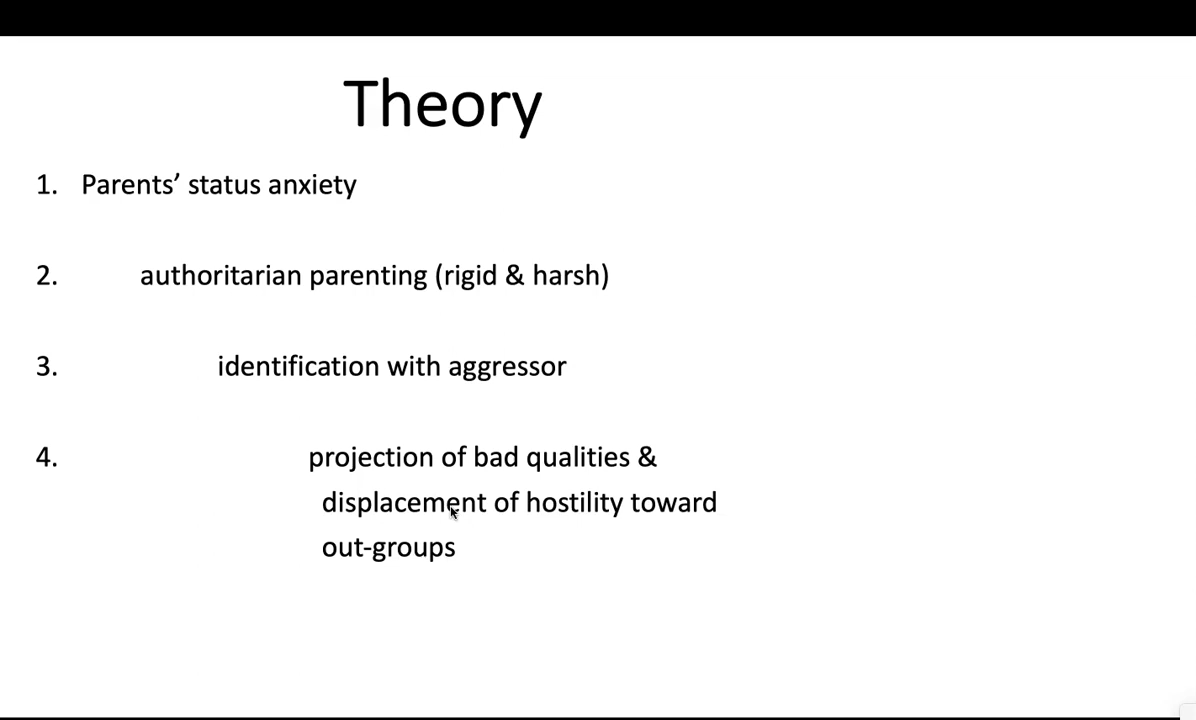 Theory
1. Parents’ status anxiety
2. authoritarian parenting (rigid & harsh)
3. identification with aggressor
4. projection of bad qualities &
displacement of hostility toward
out-groups